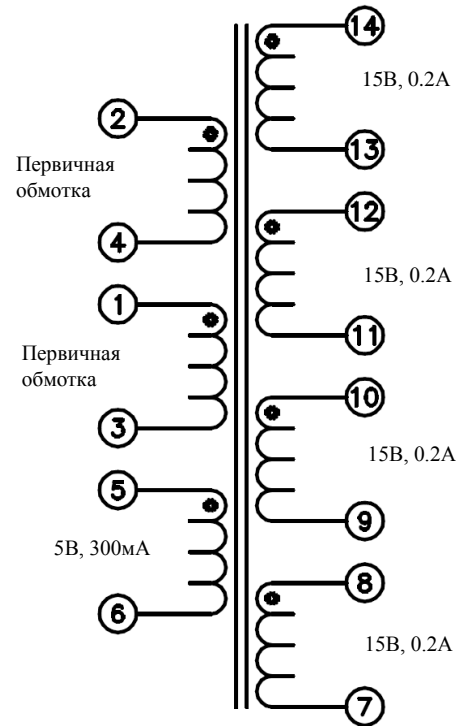 14
15В, 0.2А
13
2
Первичная
обмотка
4
12
15В, 0.2А
11
1
Первичная
обмотка
3
10
15В, 0.2А
9
5
5В, 300мА
6
8
15В, 0.2А
7